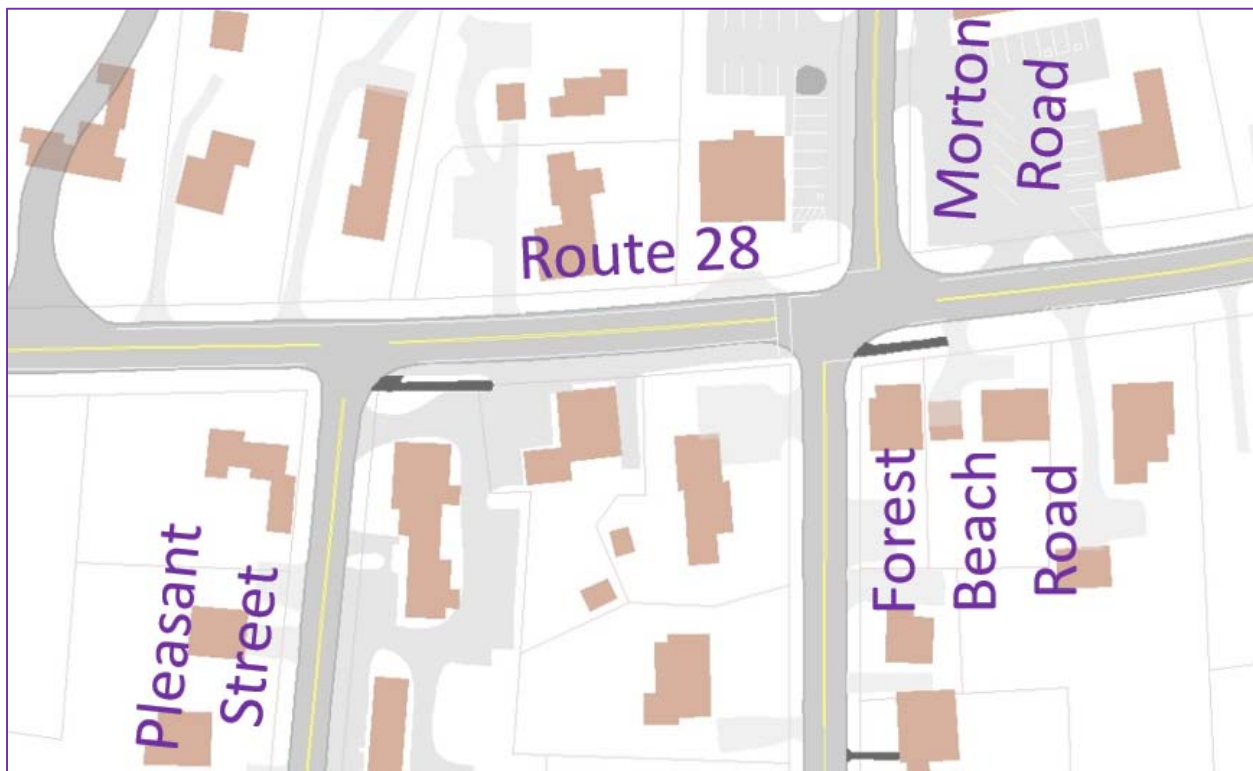 Morton
Road
Route 28
Pleasant
Street
Forest
Beach
Road